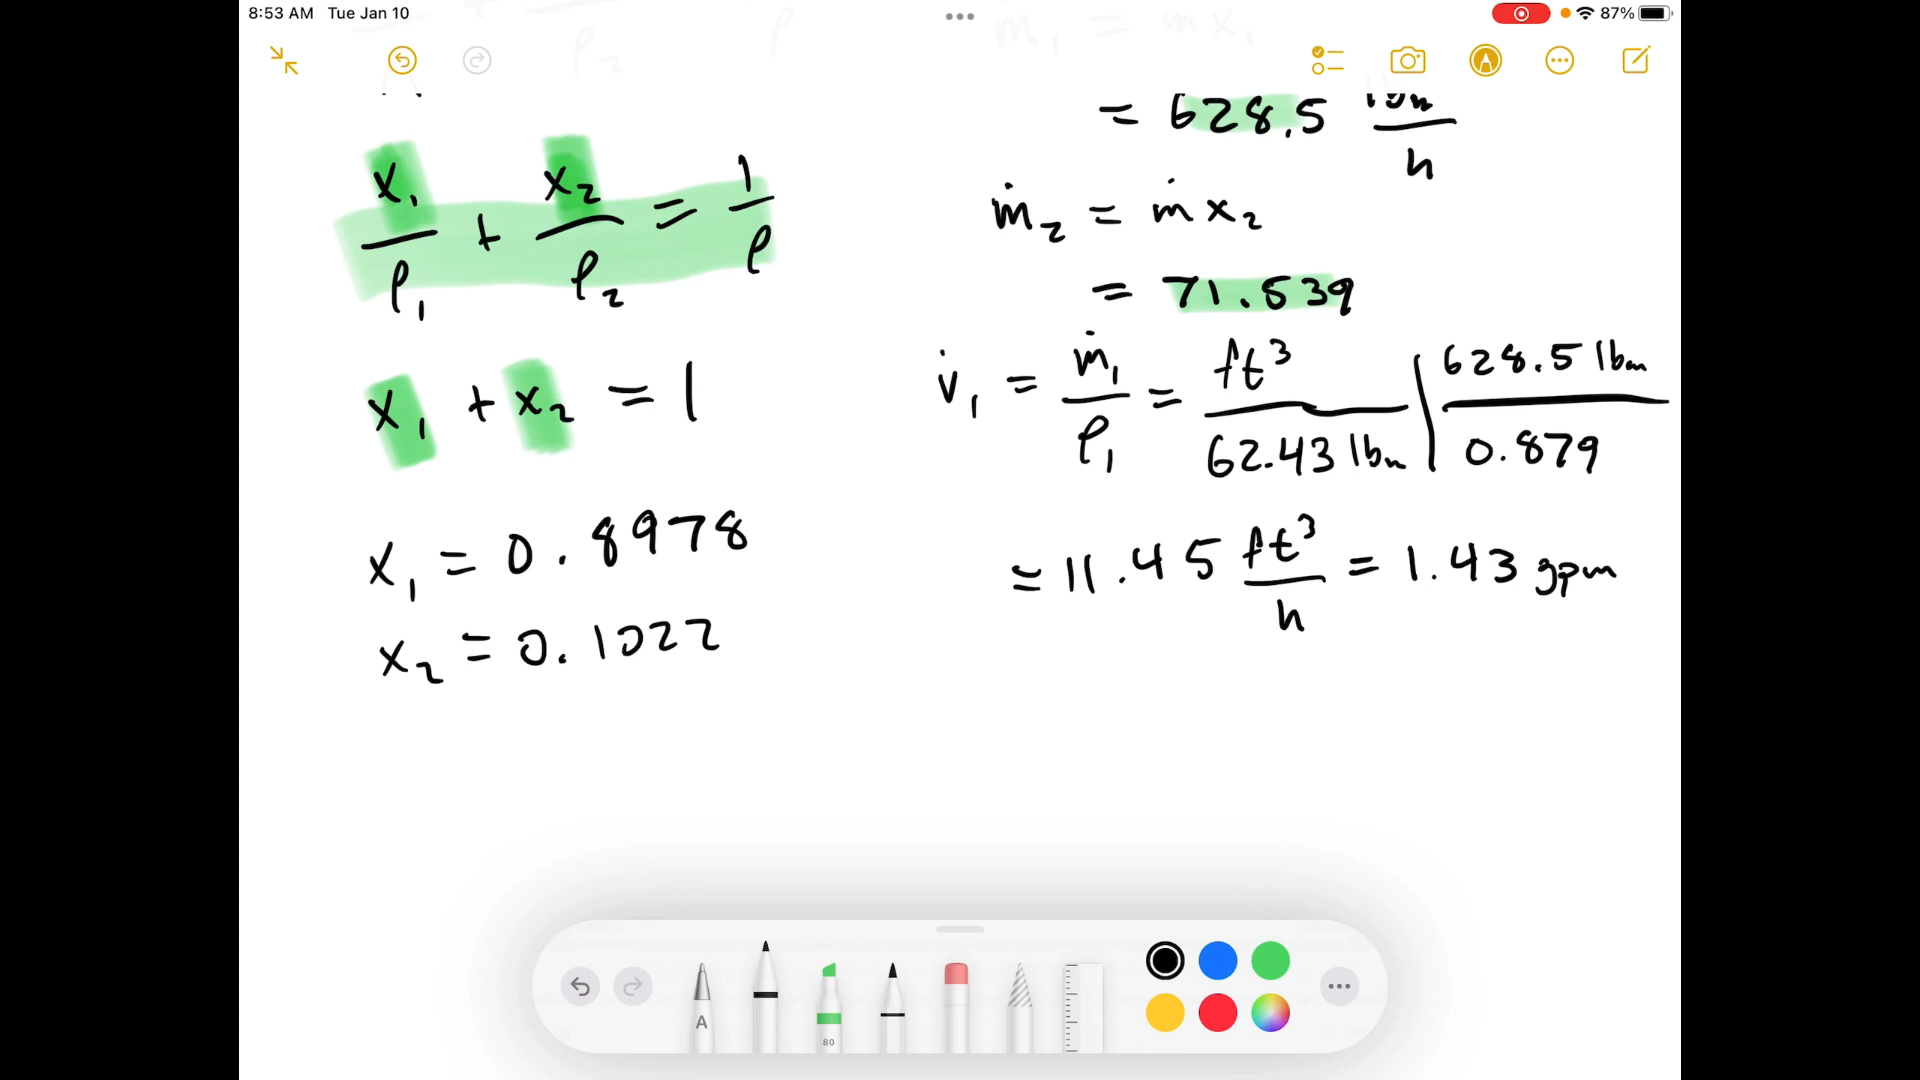 8:53 AM Tue Jan 10
87%
x₁/ρ₁ + x₂/ρ₂ = 1/ρ
x₁ + x₂ = 1
x₁ = 0.8978
x₂ = 0.1022
= 628.5 lbm/h
ṁ₂ = ṁ x₂
= 71.539
v̇₁ = ṁ₁/ρ₁ = ft³/62.43 lbm | 628.5 lbm/0.879
= 11.45 ft³/h = 1.43 gpm
A
80